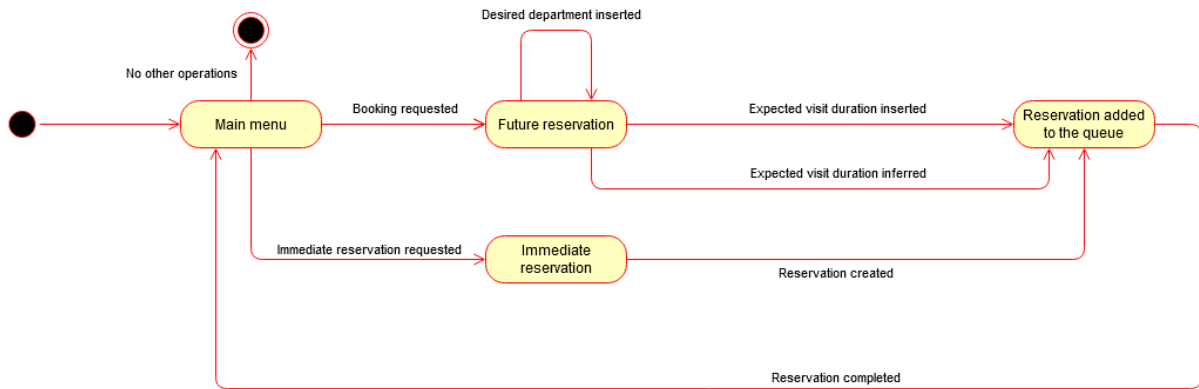 Desired department inserted
No other operations
Main menu
Booking requested
Future reservation
Expected visit duration inserted
Reservation added
to the queue
Expected visit duration inferred
Immediate reservation requested
Immediate
reservation
Reservation created
Reservation completed